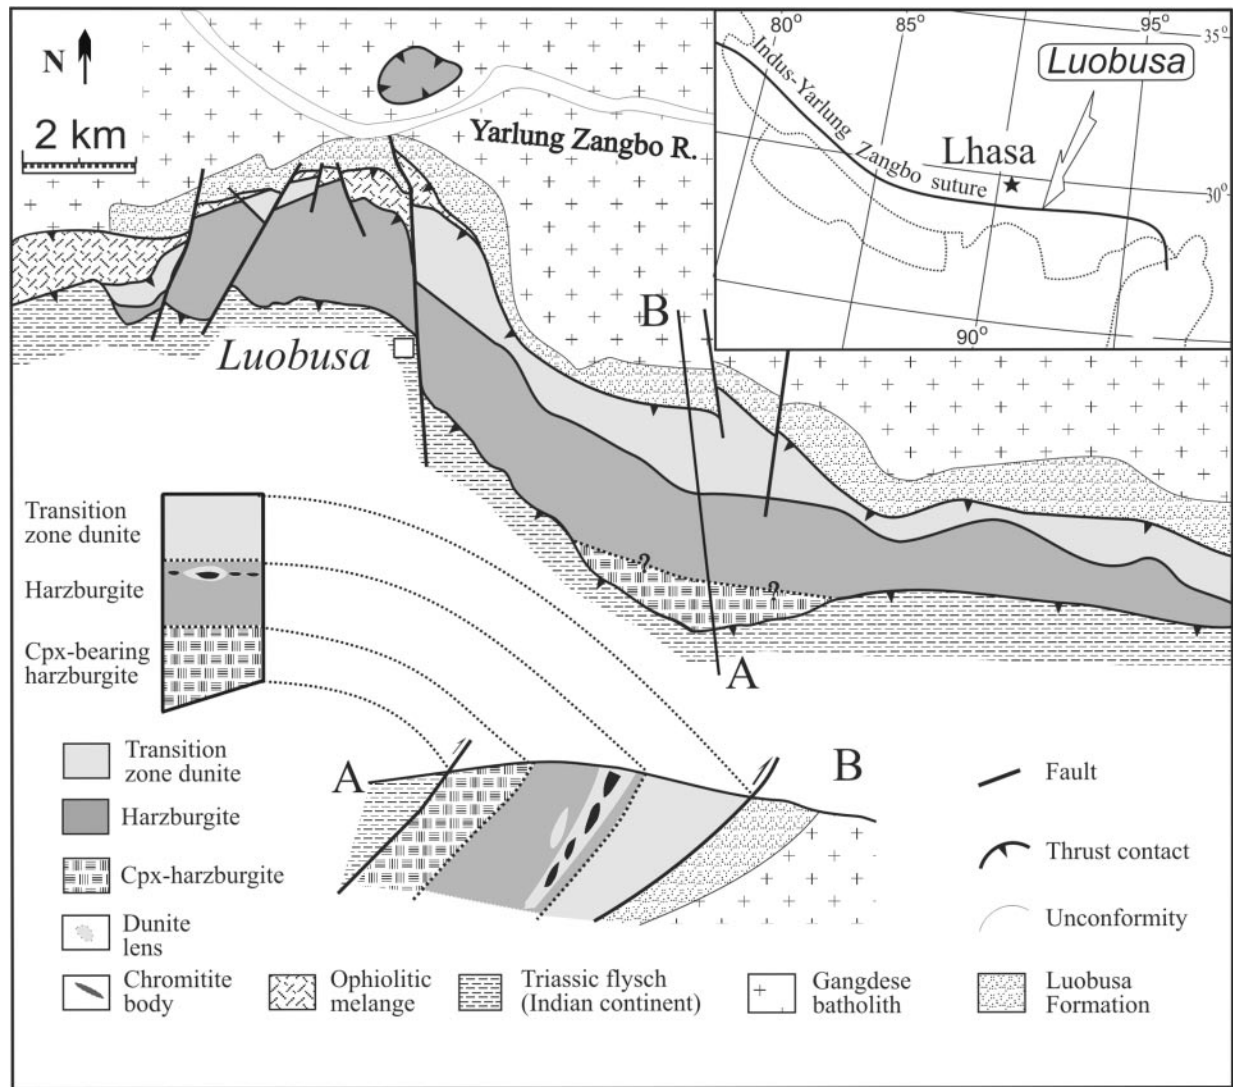 N
2 km
Yarlung Zangbo R.
80°
85°
95°
35°
Luobusa
Indus-Yarlung Zangbo suture
Lhasa
30°
90°
B
Luobusa
?
?
A
Transition
zone dunite
Harzburgite
Cpx-bearing
harzburgite
A
B
Transition
zone dunite
Harzburgite
Cpx-harzburgite
Dunite
lens
Chromitite
body
Ophiolitic
melange
Triassic flysch
(Indian continent)
Gangdese
batholith
Luobusa
Formation
Fault
Thrust contact
Unconformity